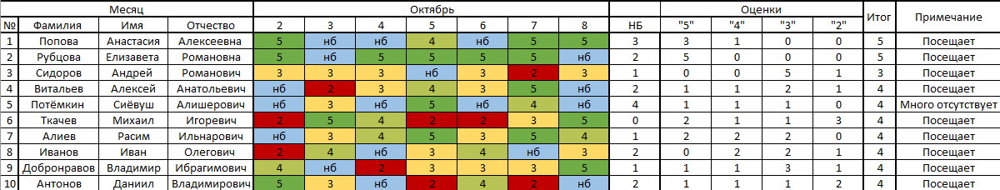 Месяц Октябрь Оценки Итог Примечание
№ Фамилия Имя Отчество 2 3 4 5 6 7 8 НБ "5" "4" "3" "2"
1 Попова Анастасия Алексеевна 5 нб нб 4 нб 5 5 3 3 1 0 0 5 Посещает
2 Рубцова Елизавета Романовна 5 нб 5 5 5 5 нб 2 5 0 0 0 5 Посещает
3 Сидоров Андрей Романович 3 3 3 нб 3 2 3 1 0 0 5 1 3 Посещает
4 Витальев Алексей Анатольевич нб 2 3 4 3 5 нб 2 1 1 2 1 4 Посещает
5 Потёмкин Сиёвуш Алишерович нб 3 нб 5 нб 4 нб 4 1 1 1 0 4 Много отсутствует
6 Ткачев Михаил Игоревич 2 5 4 2 2 3 5 0 2 1 1 3 4 Посещает
7 Алиев Расим Ильнарович нб 3 4 5 3 5 4 1 2 2 2 0 4 Посещает
8 Иванов Иван Олегович 2 4 нб 3 4 нб 3 2 0 2 2 1 4 Посещает
9 Добронравов Владимир Ибрагимович 4 нб 2 3 3 3 5 1 1 1 3 1 4 Посещает
10 Антонов Даниил Владимирович 5 3 нб 2 4 2 нб 2 1 1 1 2 4 Посещает